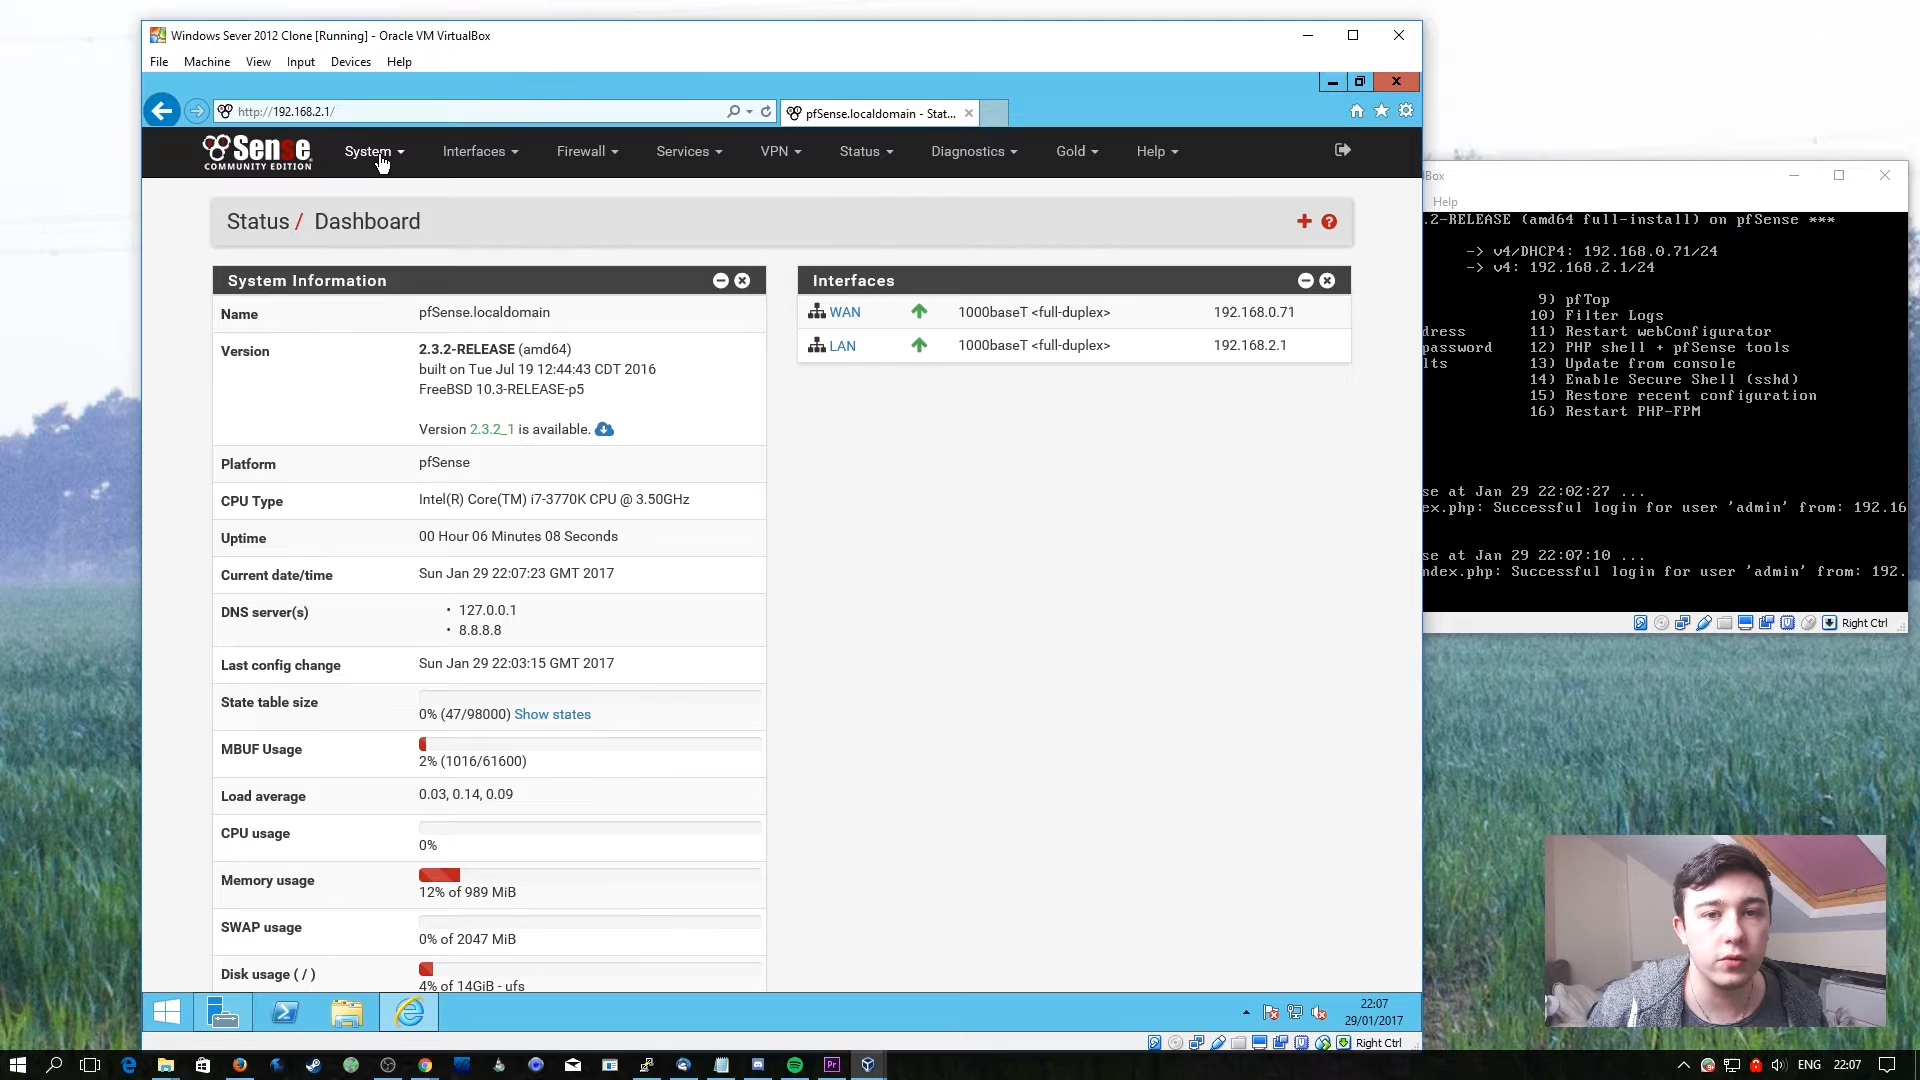 Windows Sever 2012 Clone [Running] - Oracle VM VirtualBox
File Machine View Input Devices Help
http://192.168.2.1/
pfSense.localdomain - Stat...
Sense
COMMUNITY EDITION
System Interfaces Firewall Services VPN Status Diagnostics Gold Help
Status / Dashboard
System Information
Name pfSense.localdomain
Version 2.3.2-RELEASE (amd64)
built on Tue Jul 19 12:44:43 CDT 2016
FreeBSD 10.3-RELEASE-p5
Version 2.3.2_1 is available.
Platform pfSense
CPU Type Intel(R) Core(TM) i7-3770K CPU @ 3.50GHz
Uptime 00 Hour 06 Minutes 08 Seconds
Current date/time Sun Jan 29 22:07:23 GMT 2017
DNS server(s) • 127.0.0.1
• 8.8.8.8
Last config change Sun Jan 29 22:03:15 GMT 2017
State table size
0% (47/98000) Show states
MBUF Usage
2% (1016/61600)
Load average 0.03, 0.14, 0.09
CPU usage
0%
Memory usage
12% of 989 MiB
SWAP usage
0% of 2047 MiB
Disk usage ( / )
4% of 14GiB - ufs
Interfaces
WAN 1000baseT <full-duplex> 192.168.0.71
LAN 1000baseT <full-duplex> 192.168.2.1
22:07
29/01/2017
Right Ctrl
Box
Help
.2-RELEASE (amd64 full-install) on pfSense ***
-> v4/DHCP4: 192.168.0.71/24
-> v4: 192.168.2.1/24
9) pfTop
10) Filter Logs
dress 11) Restart webConfigurator
password 12) PHP shell + pfSense tools
lts 13) Update from console
14) Enable Secure Shell (sshd)
15) Restore recent configuration
16) Restart PHP-FPM
se at Jan 29 22:02:27 ...
ex.php: Successful login for user 'admin' from: 192.16
se at Jan 29 22:07:10 ...
ndex.php: Successful login for user 'admin' from: 192.
Right Ctrl
Pr
ENG 22:07